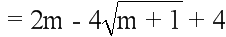 = 2m - 4√(m + 1) + 4